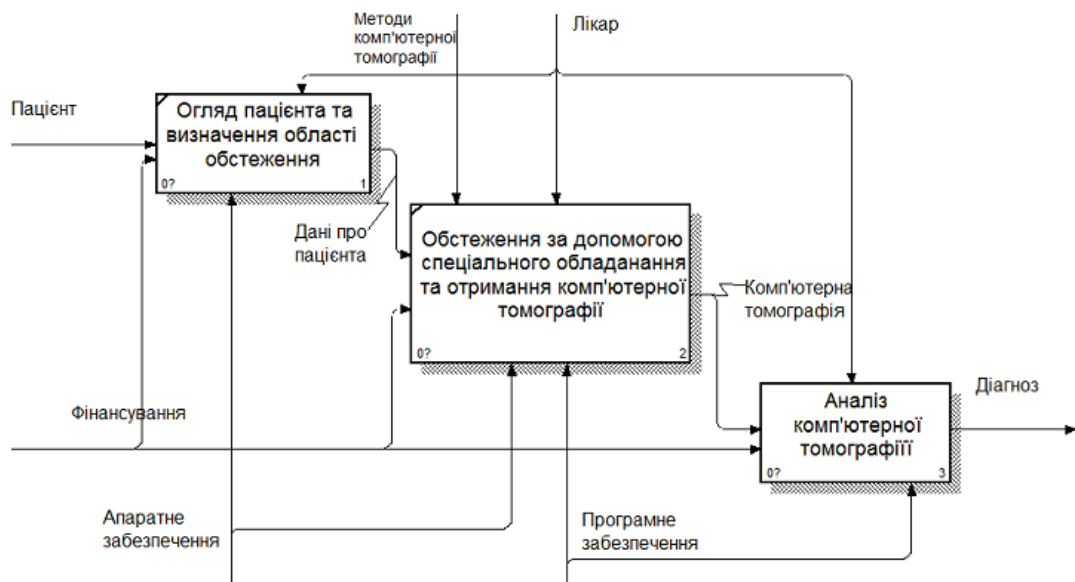 Методи
комп'ютерної
томографії
Лікар
Пацієнт
Огляд пацієнта та
визначення області
обстеження
0?
1
Дані про
пацієнта
Обстеження за допомогою
спеціального обладанання
та отримання комп'ютерної
томографії
0?
2
Комп'ютерна
томографія
Фінансування
Аналіз
комп'ютерної
томографіїї
0?
3
Діагноз
Апаратне
забезпечення
Програмне
забезпечення